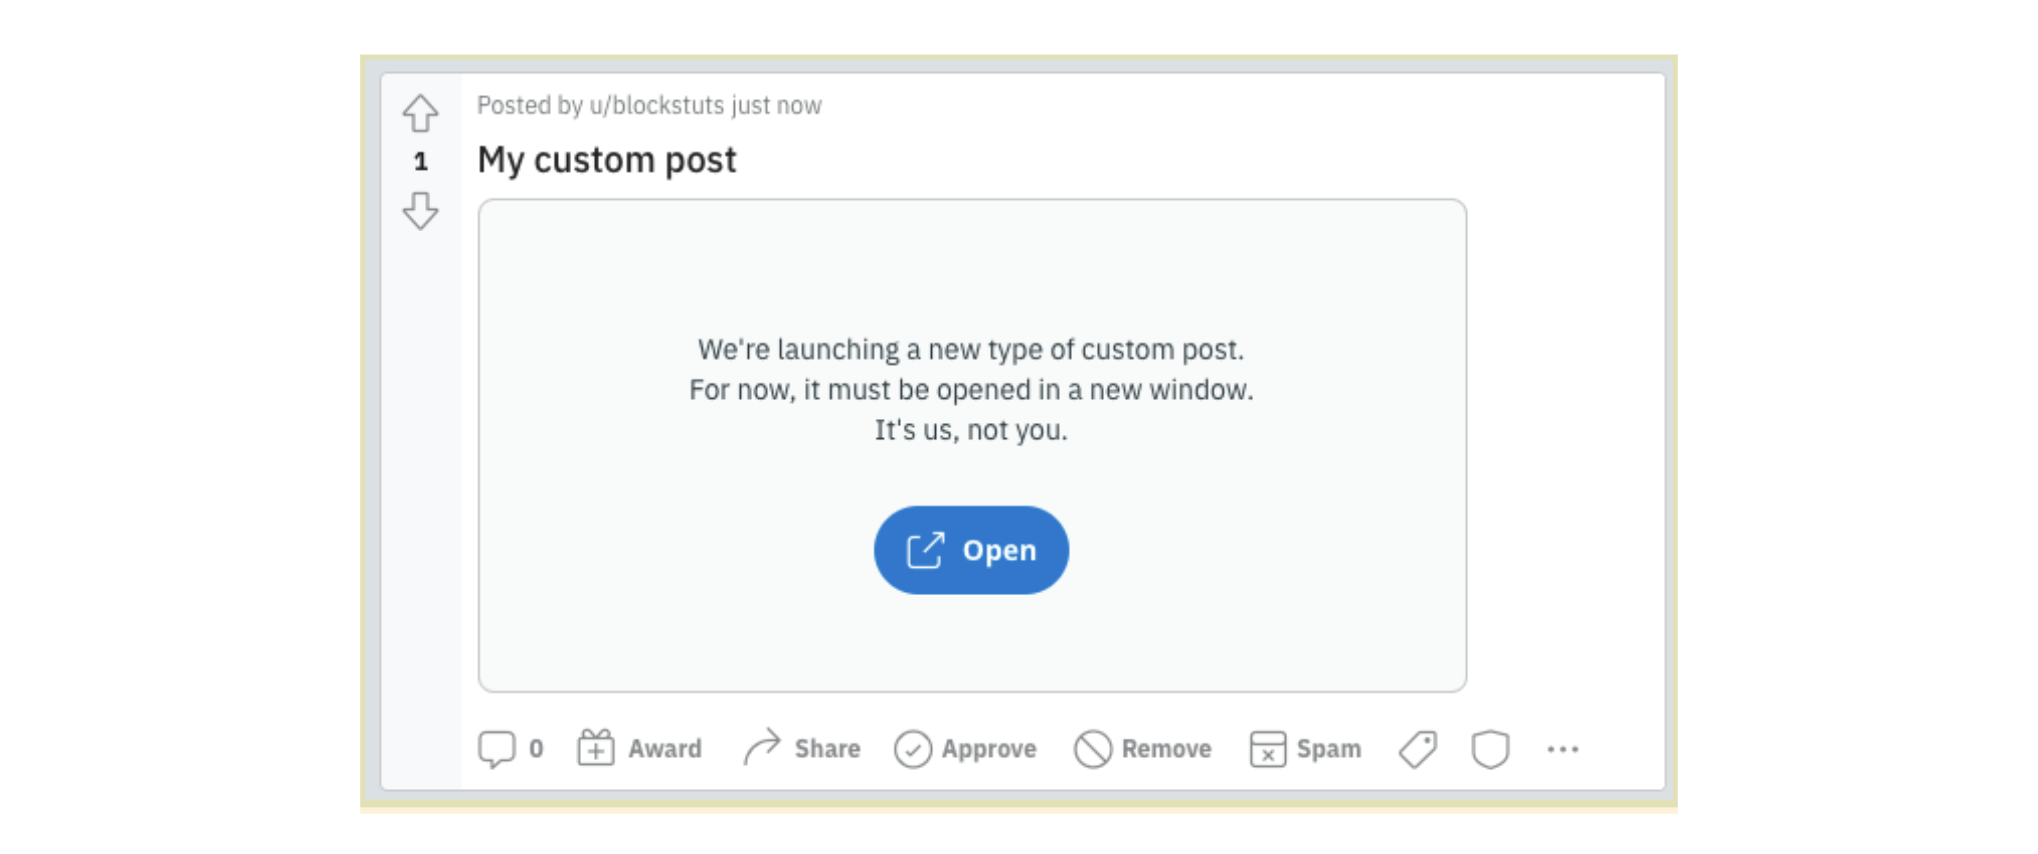 Posted by u/blockstuts just now
1
My custom post
We're launching a new type of custom post.
For now, it must be opened in a new window.
It's us, not you.
Open
0 Award Share Approve Remove Spam